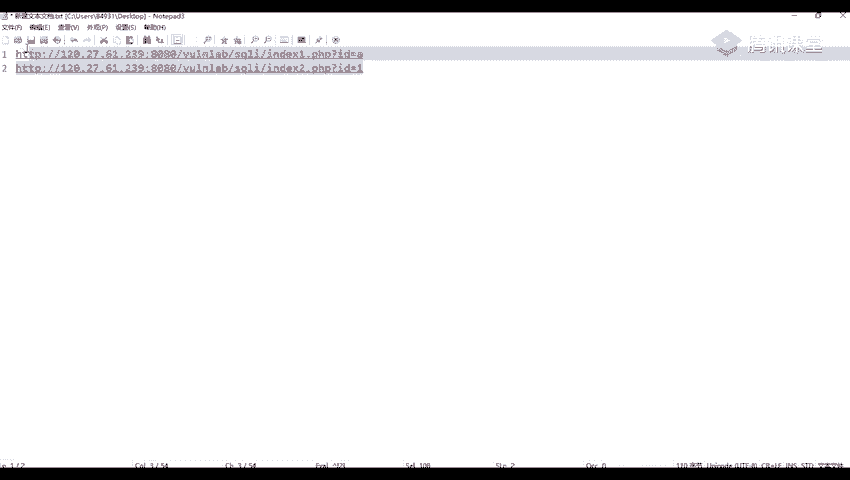 * 新建文本文档.txt [C:\Users\84931\Desktop] - Notepad3
文件(F) 编辑(E) 查看(V) 外观(P) 设置(S) 帮助(H)
腾讯课堂
1 http://120.27.61.239:8080/vulnlab/sqli/index1.php?id=a
2 http://120.27.61.239:8080/vulnlab/sqli/index2.php?id=1
Ln 1 / 2 Col 3 / 54 Ch 3 / 54 Sel 108 SLn 2 Occ 0 110 字节 Unicode (UTF-8) CR+LF INS STD 文本文件